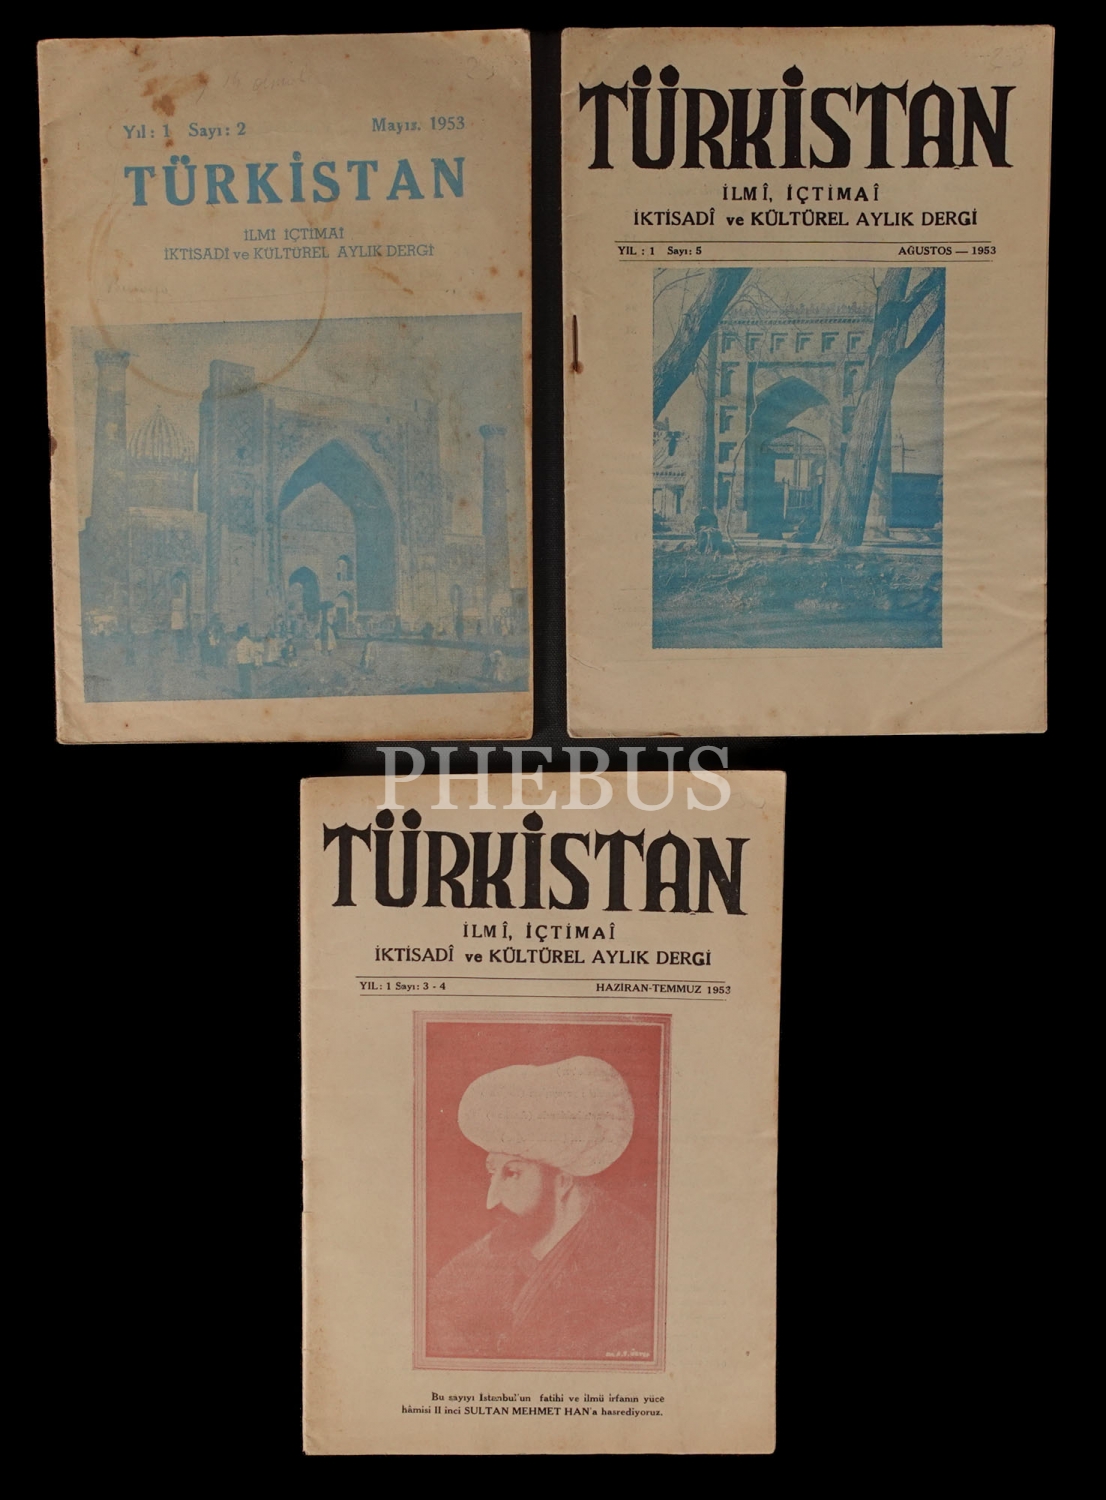 Yıl: 1 Sayı: 2 Mayıs. 1953
TÜRKİSTAN
İLMİ İÇTİMAİ
İKTİSADİ ve KÜLTÜREL AYLIK DERGİ
TÜRKİSTAN
İLMÎ, İÇTİMAÎ
İKTİSADÎ ve KÜLTÜREL AYLIK DERGİ
YIL : 1 Sayı: 5 AĞUSTOS — 1953
PHEBUS
TÜRKİSTAN
İLMÎ, İÇTİMAÎ
İKTİSADÎ ve KÜLTÜREL AYLIK DERGİ
YIL: 1 Sayı: 3 - 4 HAZİRAN-TEMMUZ 1953
Bu sayıyı İstanbul'un fatihi ve ilmü irfanın yüce
hâmisi II inci SULTAN MEHMET HAN'a hasrediyoruz.